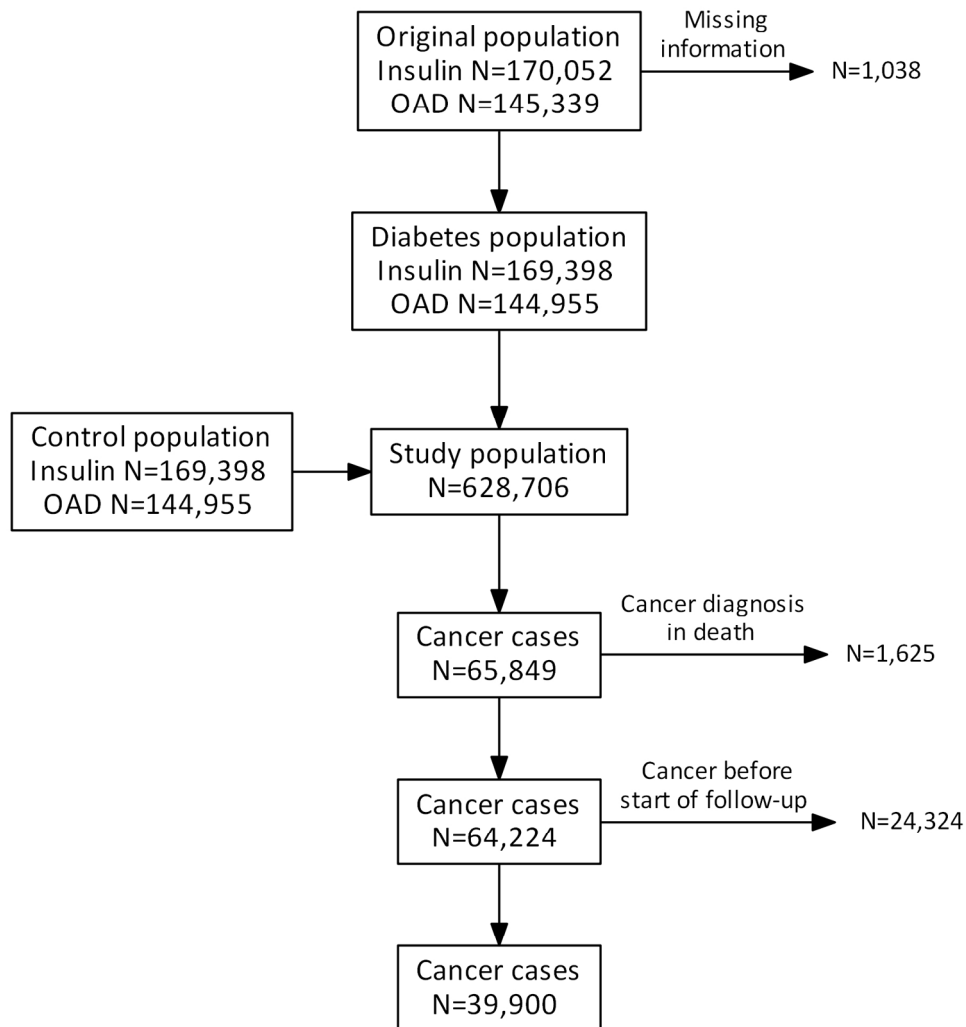 Original population
Insulin N=170,052
OAD N=145,339
Missing
information
N=1,038
Diabetes population
Insulin N=169,398
OAD N=144,955
Control population
Insulin N=169,398
OAD N=144,955
Study population
N=628,706
Cancer cases
N=65,849
Cancer diagnosis
in death
N=1,625
Cancer cases
N=64,224
Cancer before
start of follow-up
N=24,324
Cancer cases
N=39,900